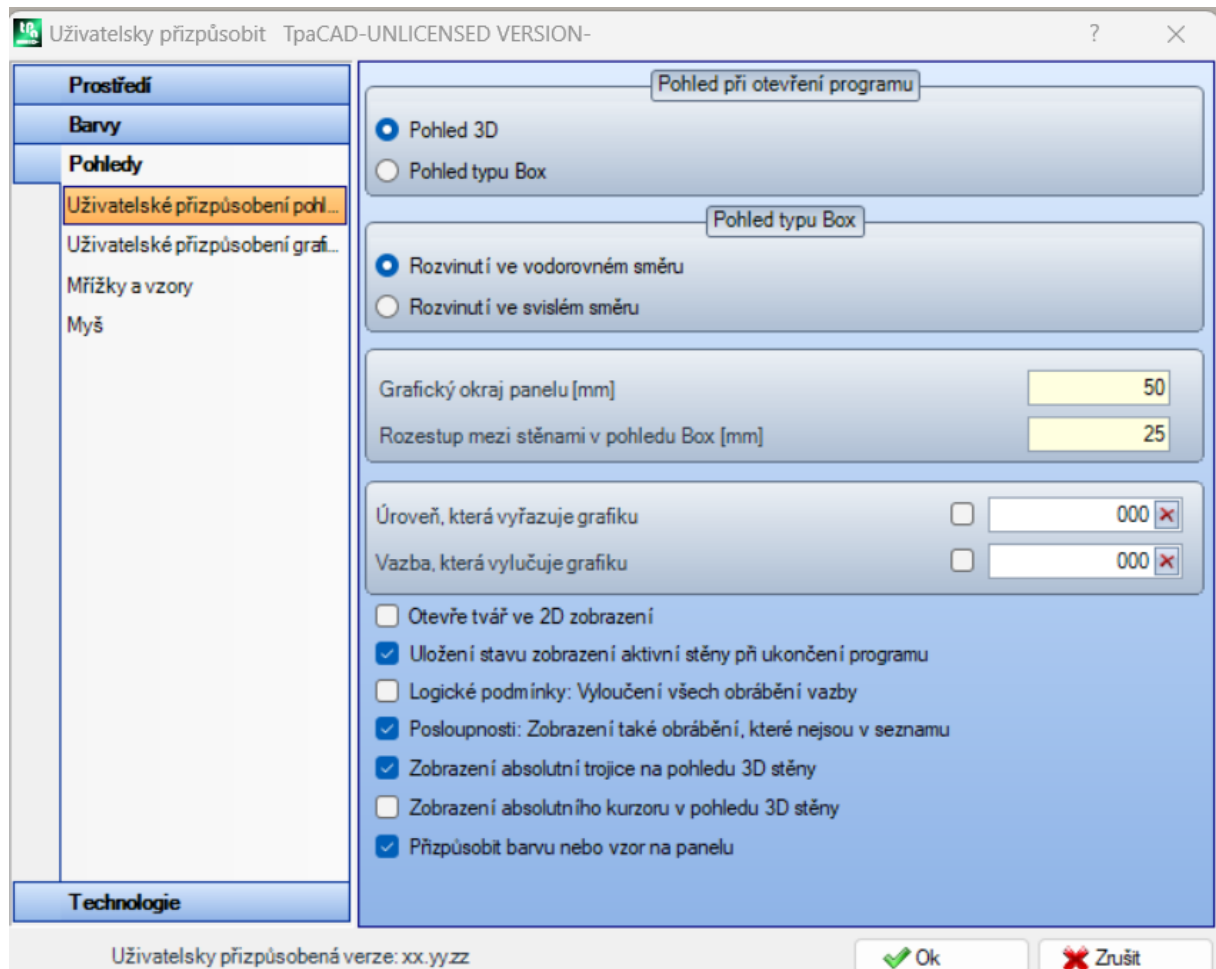 Uživatelsky přizpůsobit TpaCAD-UNLICENSED VERSION- ?
Prostředí
Barvy
Pohledy
Uživatelské přizpůsobení pohl...
Uživatelské přizpůsobení grafi...
Mřížky a vzory
Myš
Technologie
Pohled při otevření programu
Pohled 3D
Pohled typu Box
Pohled typu Box
Rozvinutí ve vodorovném směru
Rozvinutí ve svislém směru
Grafický okraj panelu [mm] 50
Rozestup mezi stěnami v pohledu Box [mm] 25
Úroveň, která vyřazuje grafiku 000
Vazba, která vylučuje grafiku 000
Otevře tvář ve 2D zobrazení
Uložení stavu zobrazení aktivní stěny při ukončení programu
Logické podmínky: Vyloučení všech obrábění vazby
Posloupnosti: Zobrazení také obrábění, které nejsou v seznamu
Zobrazení absolutní trojice na pohledu 3D stěny
Zobrazení absolutního kurzoru v pohledu 3D stěny
Přizpůsobit barvu nebo vzor na panelu
Uživatelsky přizpůsobená verze: xx.yy.zz
Ok
Zrušit